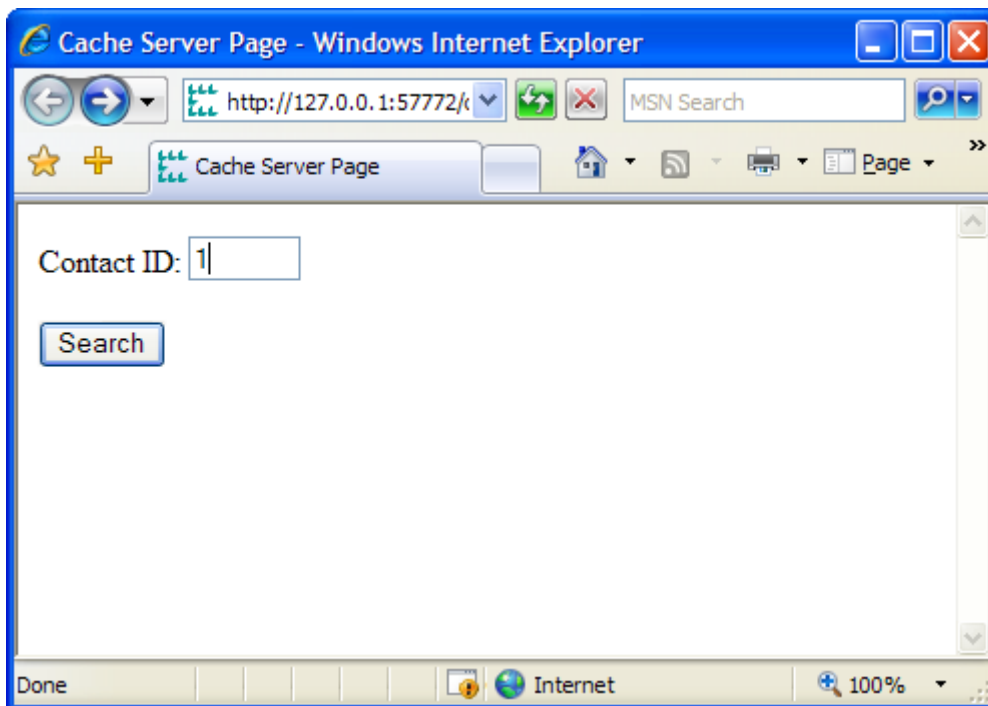 Cache Server Page - Windows Internet Explorer
http://127.0.0.1:57772/c MSN Search
Cache Server Page Page »
Contact ID: 1
Search
Done Internet 100%